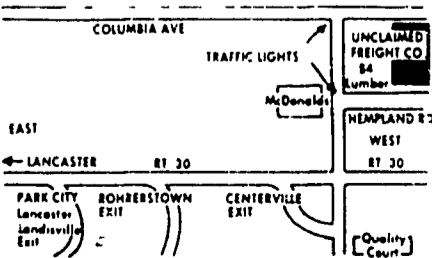 COLUMBIA AVE
UNCLAIMED
FREIGHT CO
84
Lumber
TRAFFIC LIGHTS
McDonalds
HEMPLAND R
EAST
WEST
LANCASTER
RT 30
RT 30
PARK CITY
Lancaster
Landisville
Exit
ROHRERSTOWN
EXIT
CENTERVILLE
EXIT
Quality
Court